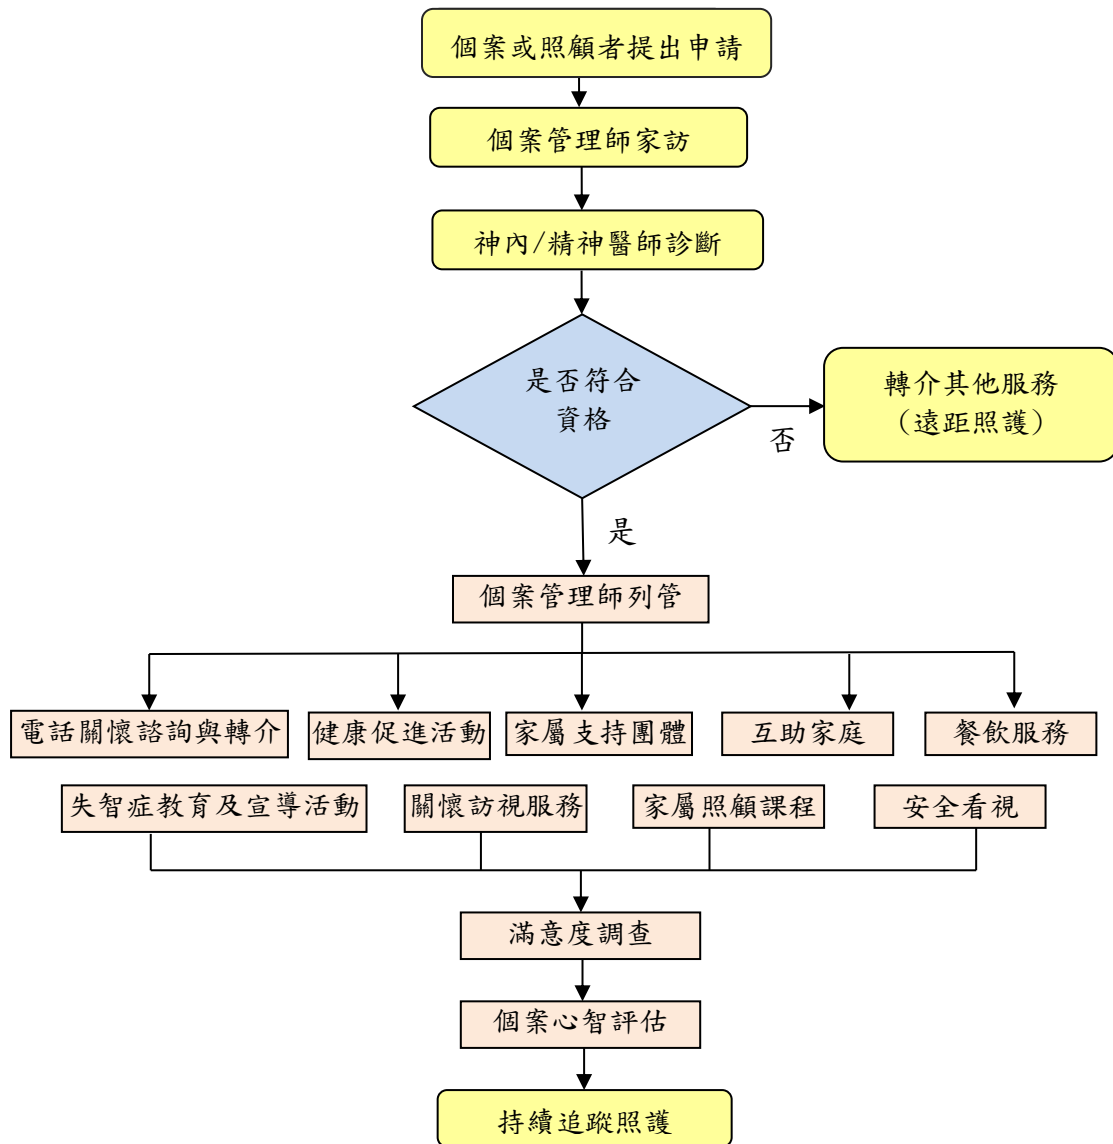 個案或照顧者提出申請
個案管理師家訪
神內/精神醫師診斷
是否符合
資格
否
轉介其他服務
(遠距照護)
是
個案管理師列管
電話關懷諮詢與轉介
健康促進活動
家屬支持團體
互助家庭
餐飲服務
失智症教育及宣導活動
關懷訪視服務
家屬照顧課程
安全看視
滿意度調查
個案心智評估
持續追蹤照護